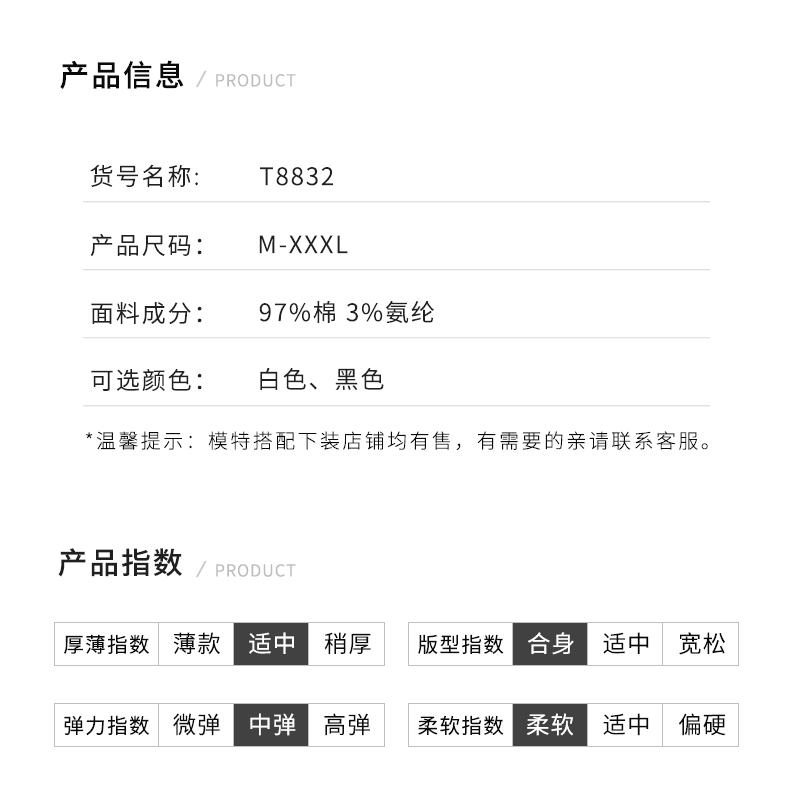 产品信息 / PRODUCT
货号名称: T8832
产品尺码： M-XXXL
面料成分： 97%棉 3%氨纶
可选颜色： 白色、黑色
*温馨提示：模特搭配下装店铺均有售，有需要的亲请联系客服。
产品指数 / PRODUCT
厚薄指数 薄款 适中 稍厚 版型指数 合身 适中 宽松
弹力指数 微弹 中弹 高弹 柔软指数 柔软 适中 偏硬